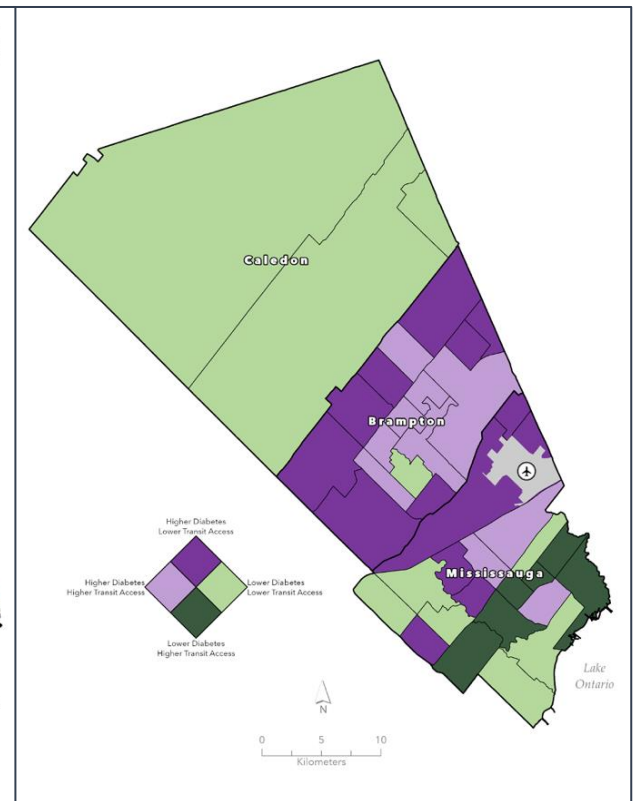 Caledon
Brampton
Mississauga
Higher Diabetes
Lower Transit Access
Higher Diabetes
Higher Transit Access
Lower Diabetes
Lower Transit Access
Lower Diabetes
Higher Transit Access
Lake
Ontario
N
0 5 10
Kilometers